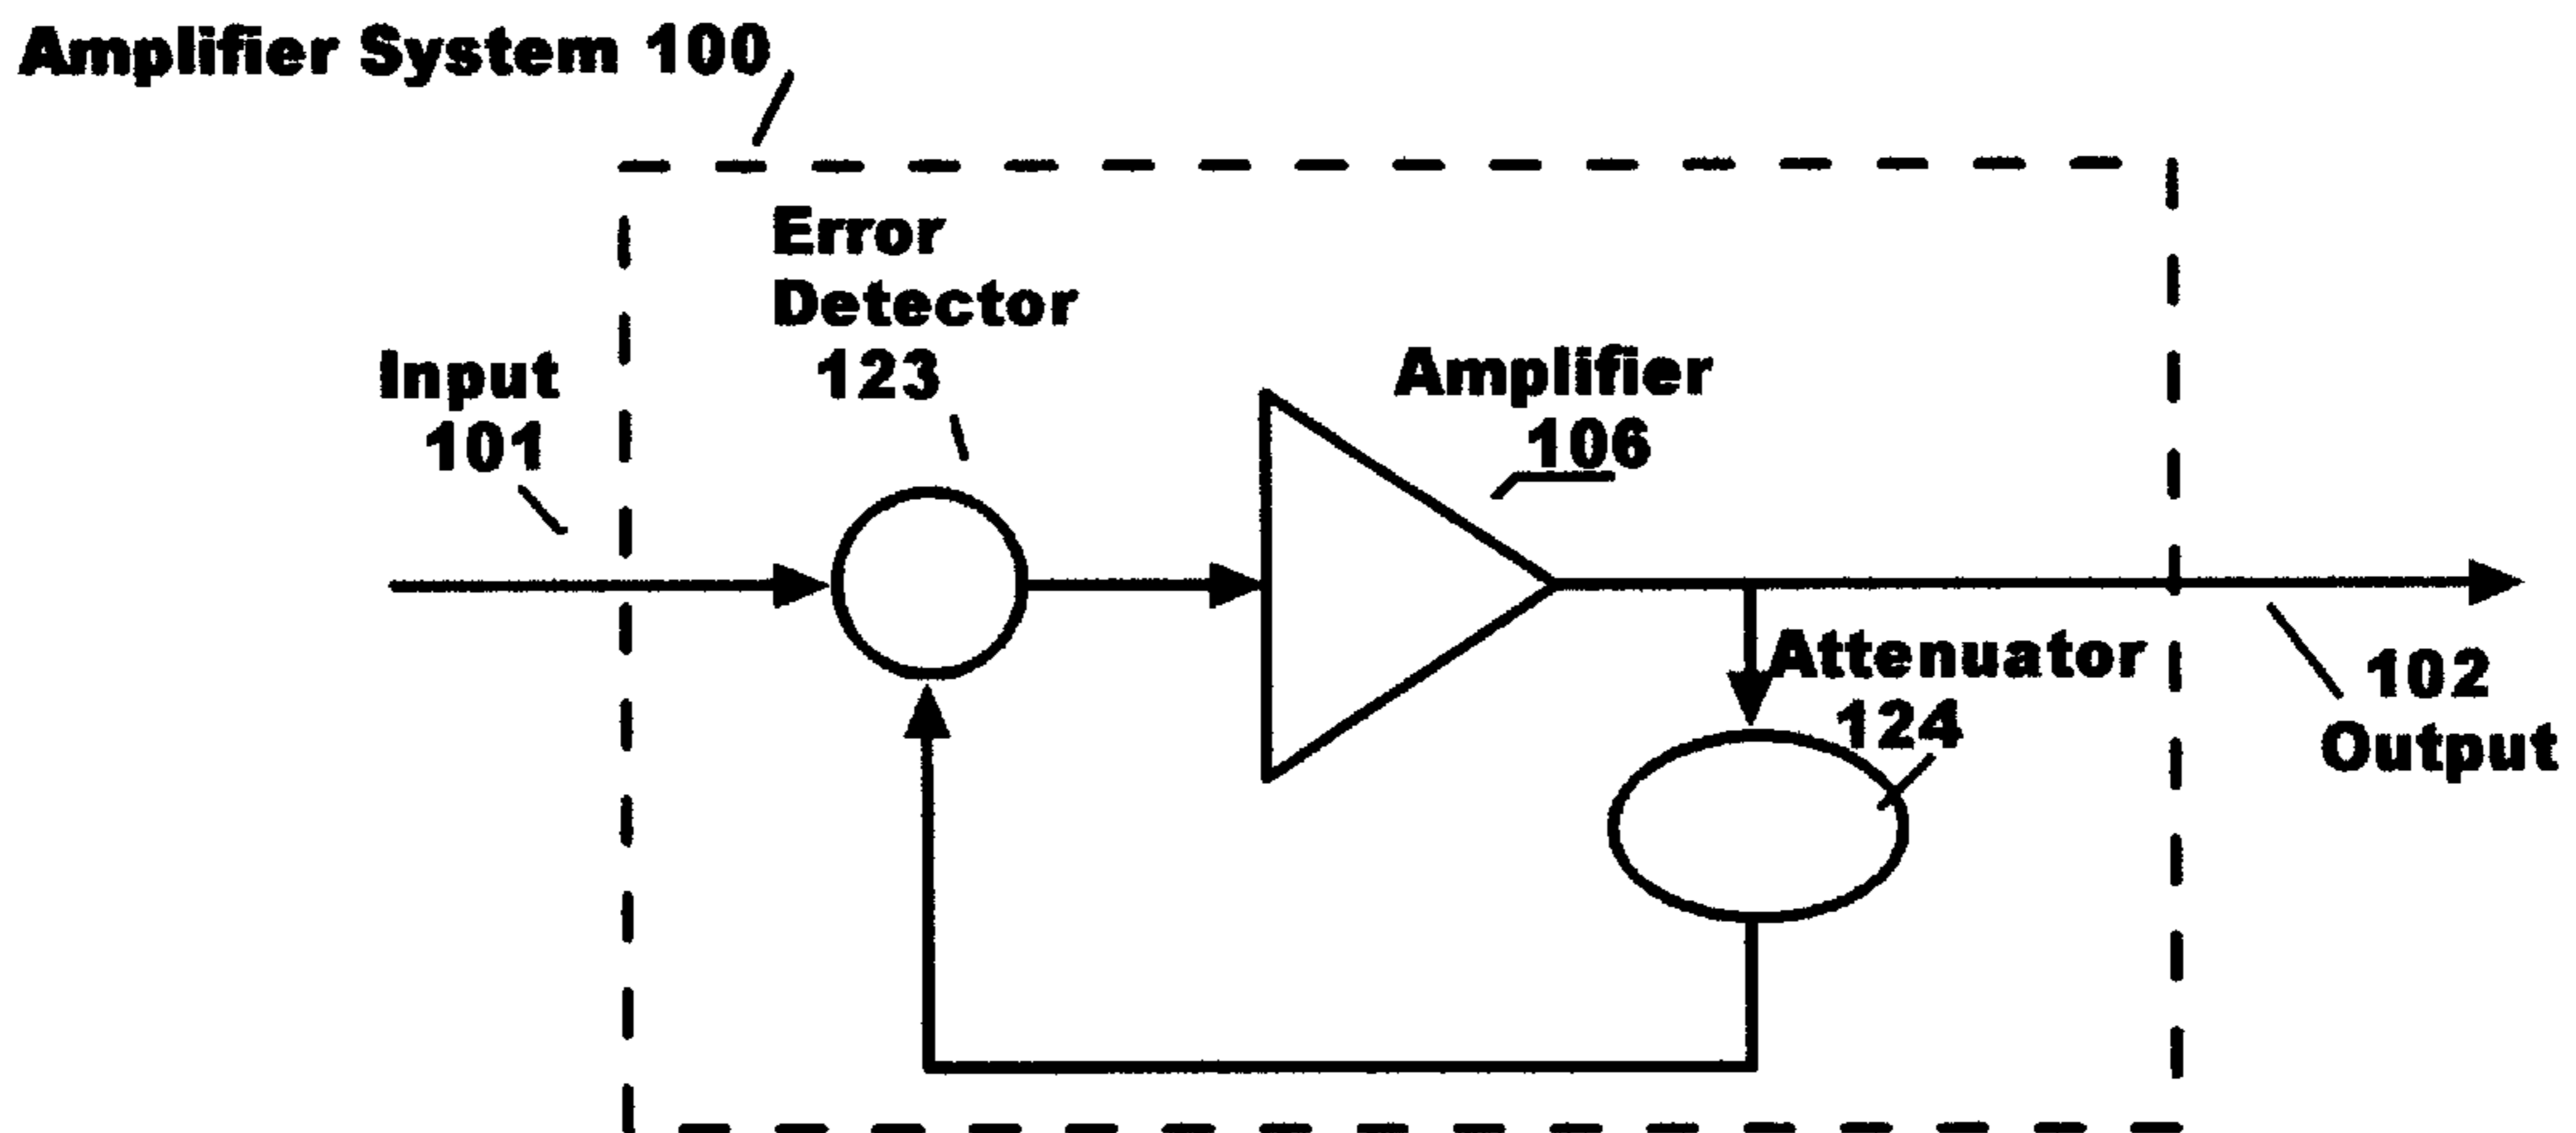 Amplifier System 100
Error
Detector
123
Input
101
Amplifier
106
Attenuator
124
102
Output